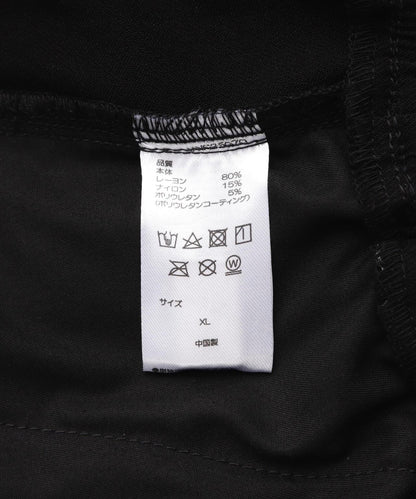 品質
本体
レーヨン 80%
ナイロン 15%
ポリウレタン 5%
(ポリウレタンコーティング)
W
サイズ
XL
中国製